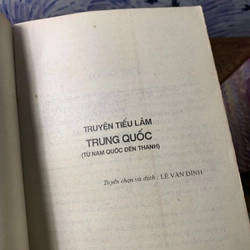 TRUYỆN TIẾU LÂM
TRUNG QUỐC
(TỪ NAM QUỐC ĐẾN THANH)
Tuyển chọn và dịch : LÊ VĂN ĐÌNH